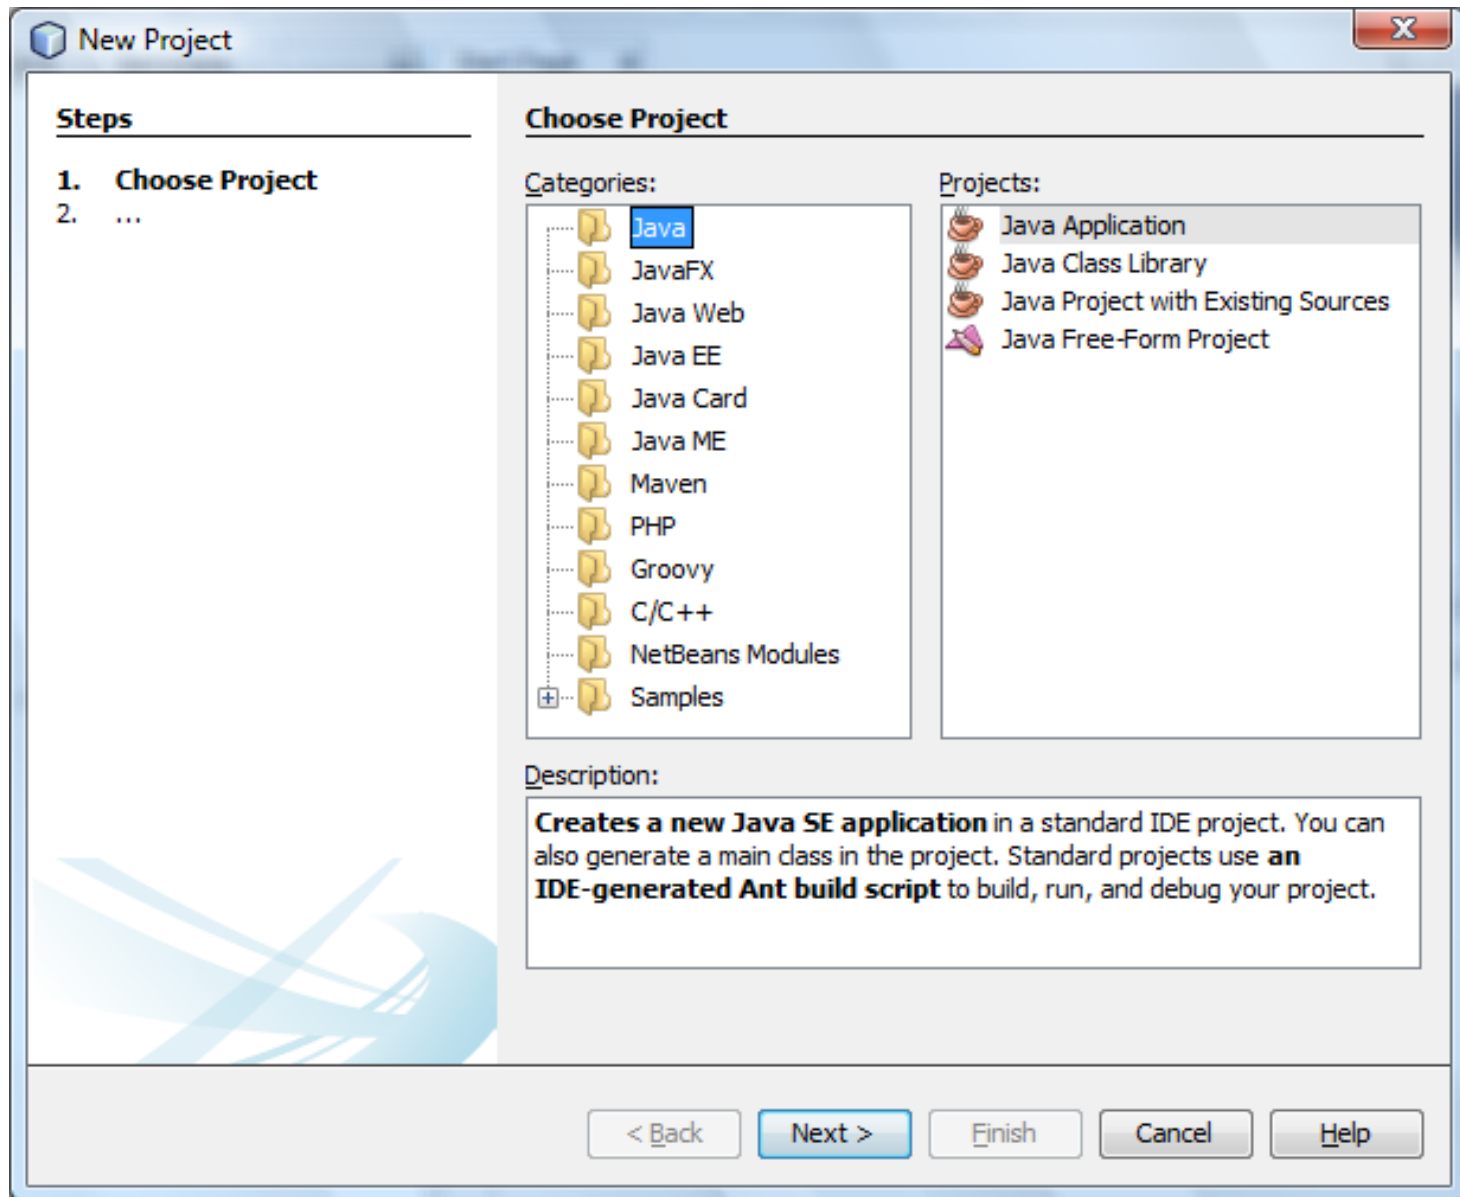 New Project
Steps
1. Choose Project
2. ...
Choose Project
Categories:
Java
JavaFX
Java Web
Java EE
Java Card
Java ME
Maven
PHP
Groovy
C/C++
NetBeans Modules
Samples
Projects:
Java Application
Java Class Library
Java Project with Existing Sources
Java Free-Form Project
Description:
Creates a new Java SE application in a standard IDE project. You can
also generate a main class in the project. Standard projects use an
IDE-generated Ant build script to build, run, and debug your project.
< Back
Next >
Finish
Cancel
Help